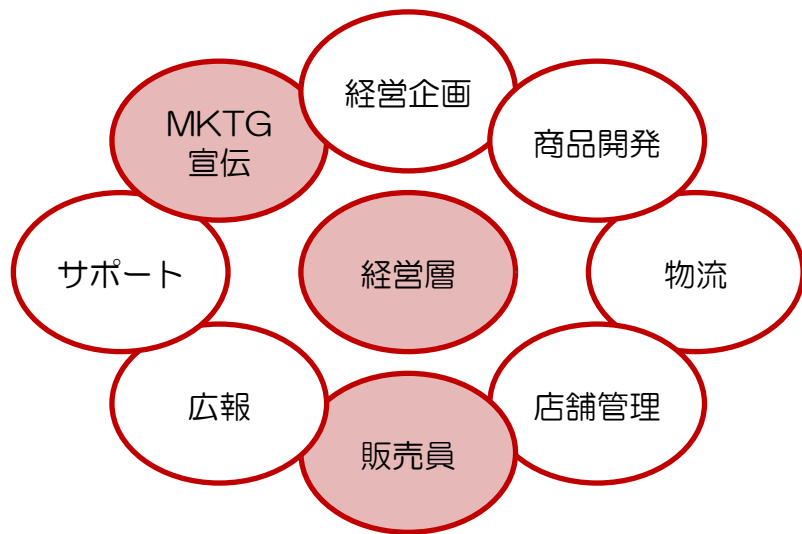 経営企画
MKTG
宣伝
商品開発
サポート
経営層
物流
広報
店舗管理
販売員